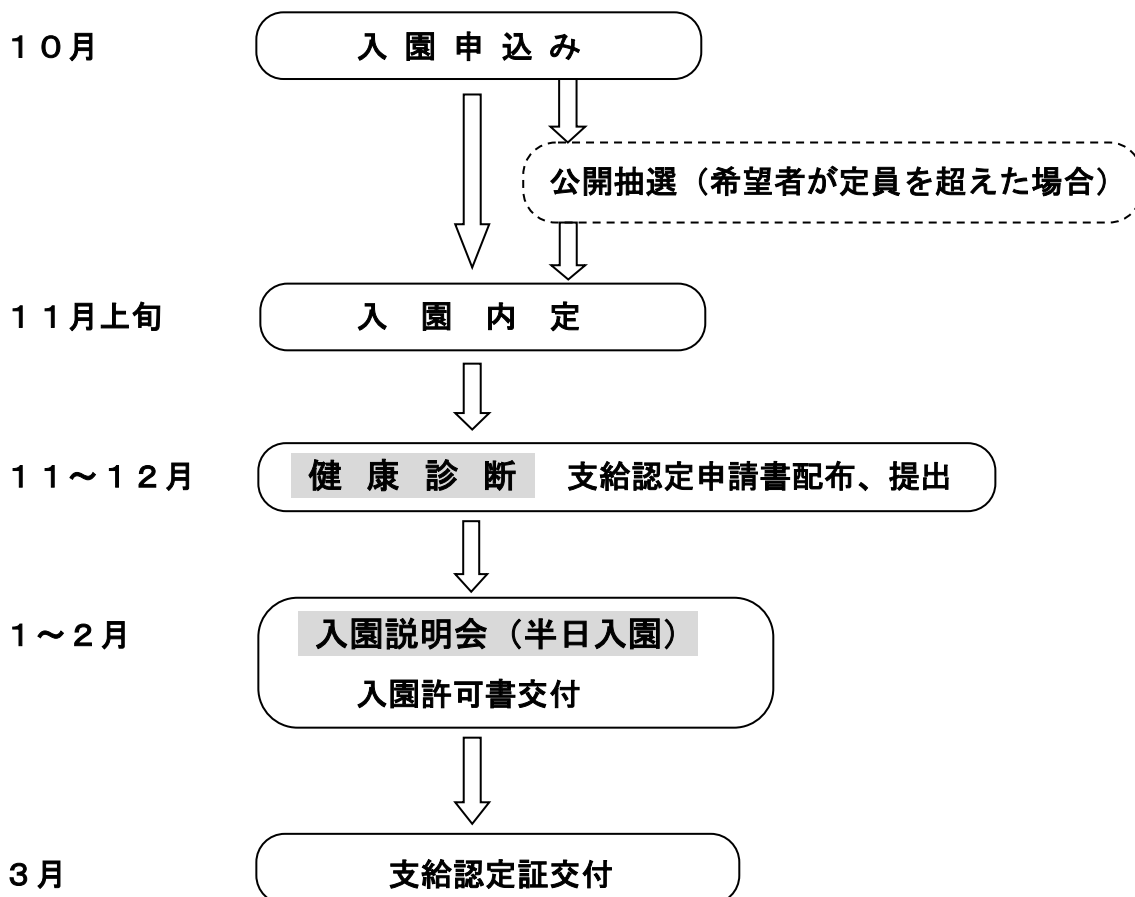 10月
入園申込み
公開抽選（希望者が定員を超えた場合）
11月上旬
入園内定
11～12月
健康診断 支給認定申請書配布、提出
1～2月
入園説明会（半日入園）
入園許可書交付
3月
支給認定証交付